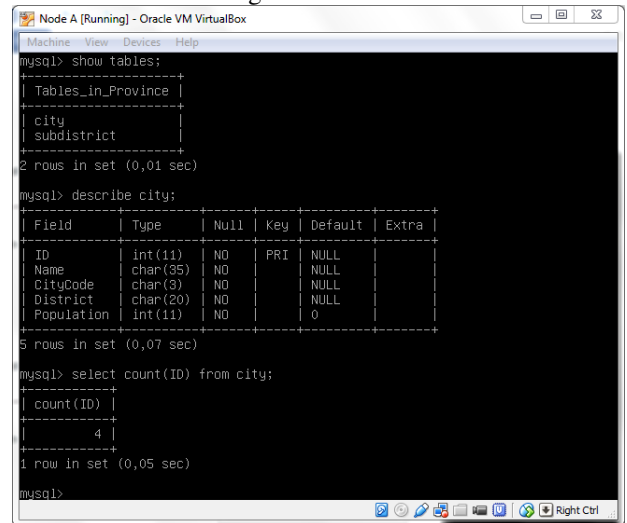 Node A [Running] - Oracle VM VirtualBox
Machine View Devices Help
mysql> show tables;
+--------------------+
| Tables_in_Province |
+--------------------+
| city               |
| subdistrict        |
+--------------------+
2 rows in set (0,01 sec)
mysql> describe city;
+------------+----------+------+-----+---------+-------+
| Field      | Type     | Null | Key | Default | Extra |
+------------+----------+------+-----+---------+-------+
| ID         | int(11)  | NO   | PRI | NULL    |       |
| Name       | char(35) | NO   |     | NULL    |       |
| CityCode   | char(3)  | NO   |     | NULL    |       |
| District   | char(20) | NO   |     | NULL    |       |
| Population | int(11)  | NO   |     | 0       |       |
+------------+----------+------+-----+---------+-------+
5 rows in set (0,07 sec)
mysql> select count(ID) from city;
+-----------+
| count(ID) |
+-----------+
|         4 |
+-----------+
1 row in set (0,05 sec)
mysql>
Right Ctrl